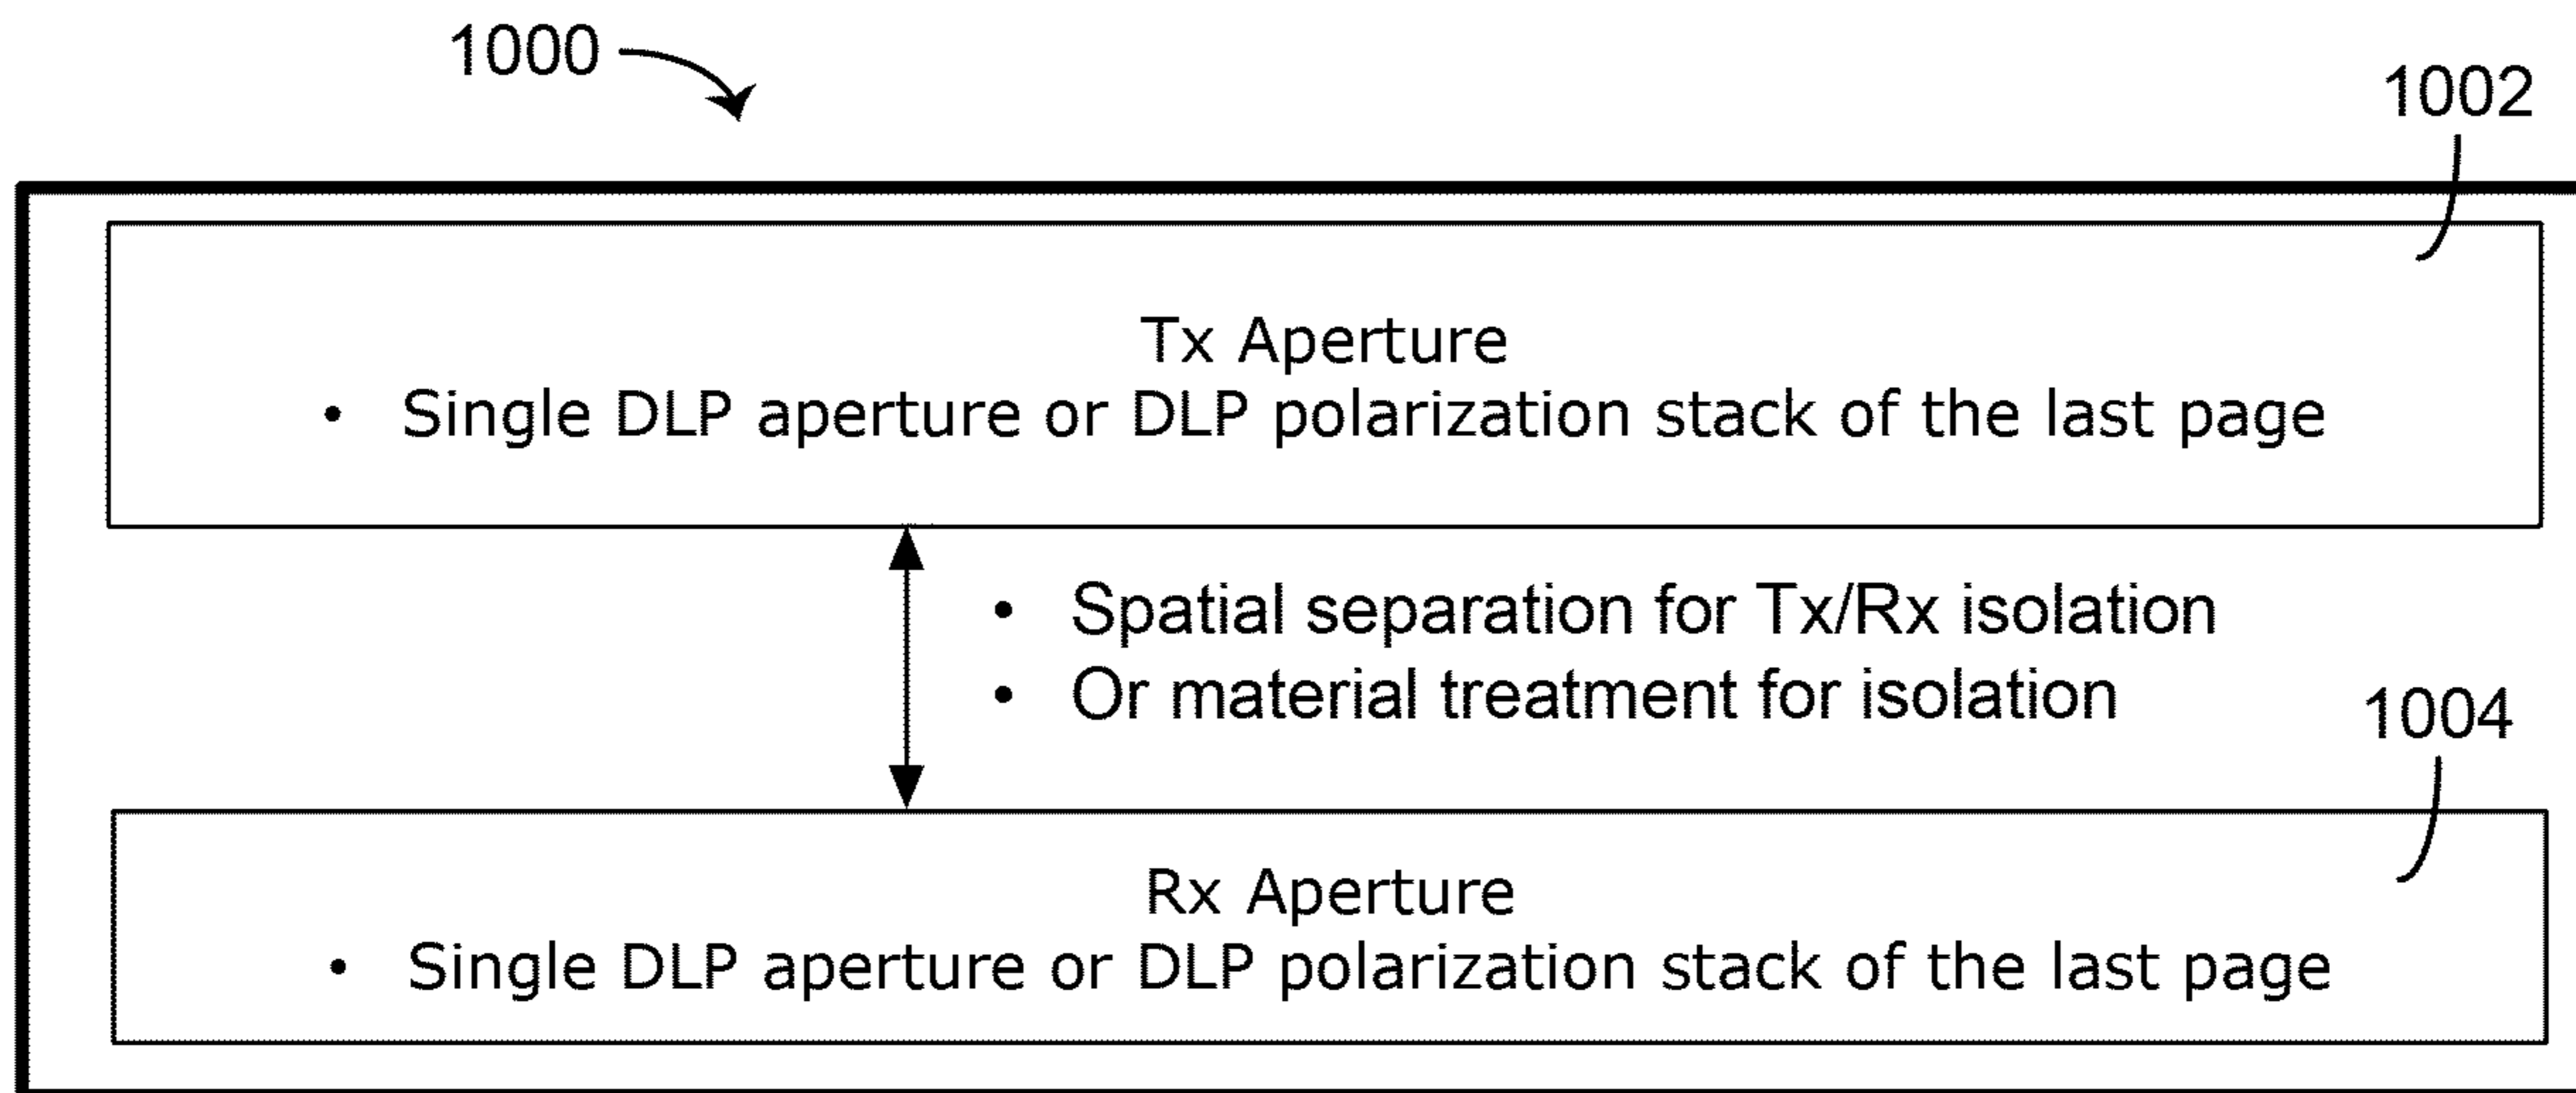 1000
1002
Tx Aperture
• Single DLP aperture or DLP polarization stack of the last page
• Spatial separation for Tx/Rx isolation
• Or material treatment for isolation
1004
Rx Aperture
• Single DLP aperture or DLP polarization stack of the last page